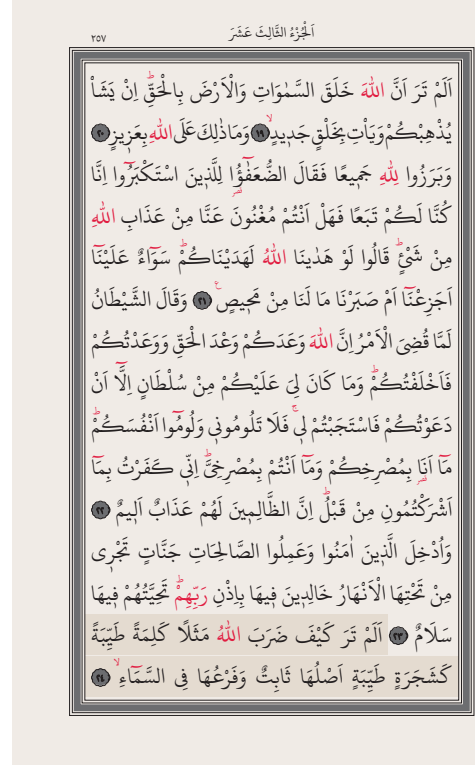 اَلْجُزْءُ الثَّالِثَ عَشَرَ
٢٥٧
اَلَمْ تَرَ اَنَّ اللّٰهَ خَلَقَ السَّمٰوَاتِ وَالْاَرْضَ بِالْحَقِّۜ اِنْ يَشَأْ
يُذْهِبْكُمْ وَيَأْتِ بِخَلْقٍ جَدٖيدٍۙ ﴿١٩﴾ وَمَا ذٰلِكَ عَلَى اللّٰهِ بِعَزٖيزٍ ﴿٢٠﴾
وَبَرَزُوا لِلّٰهِ جَمٖيعًا فَقَالَ الضُّعَفٰٓؤُا لِلَّذٖينَ اسْتَكْبَرُٓوا اِنَّا
كُنَّا لَكُمْ تَبَعًا فَهَلْ اَنْتُمْ مُغْنُونَ عَنَّا مِنْ عَذَابِ اللّٰهِ
مِنْ شَیْءٍۜ قَالُوا لَوْ هَدٰينَا اللّٰهُ لَهَدَيْنَاكُمْۜ سَوَٓاءٌ عَلَيْنَٓا
اَجَزِعْنَٓا اَمْ صَبَرْنَا مَا لَنَا مِنْ مَحٖيصٍ ﴿٢١﴾ وَقَالَ الشَّيْطَانُ
لَمَّا قُضِیَ الْاَمْرُ اِنَّ اللّٰهَ وَعَدَكُمْ وَعْدَ الْحَقِّ وَوَعَدْتُكُمْ
فَاَخْلَفْتُكُمْۜ وَمَا كَانَ لِیَ عَلَيْكُمْ مِنْ سُلْطَانٍ اِلَّٓا اَنْ
دَعَوْتُكُمْ فَاسْتَجَبْتُمْ لٖیۚ فَلَا تَلُومُونٖی وَلُومُٓوا اَنْفُسَكُمْۜ
مَٓا اَنَا۬ بِمُصْرِخِكُمْ وَمَٓا اَنْتُمْ بِمُصْرِخِیَّۜ اِنّٖی كَفَرْتُ بِمَٓا
اَشْرَكْتُمُونِ مِنْ قَبْلُۜ اِنَّ الظَّالِمٖينَ لَهُمْ عَذَابٌ اَلٖيمٌ ﴿٢٢﴾
وَاُدْخِلَ الَّذٖينَ اٰمَنُوا وَعَمِلُوا الصَّالِحَاتِ جَنَّاتٍ تَجْرٖی
مِنْ تَحْتِهَا الْاَنْهَارُ خَالِدٖينَ فٖيهَا بِاِذْنِ رَبِّهِمْۜ تَحِيَّتُهُمْ فٖيهَا
سَلَامٌ ﴿٢٣﴾ اَلَمْ تَرَ كَيْفَ ضَرَبَ اللّٰهُ مَثَلًا كَلِمَةً طَيِّبَةً
كَشَجَرَةٍ طَيِّبَةٍ اَصْلُهَا ثَابِتٌ وَفَرْعُهَا فِی السَّمَٓاءِۙ ﴿٢٤﴾